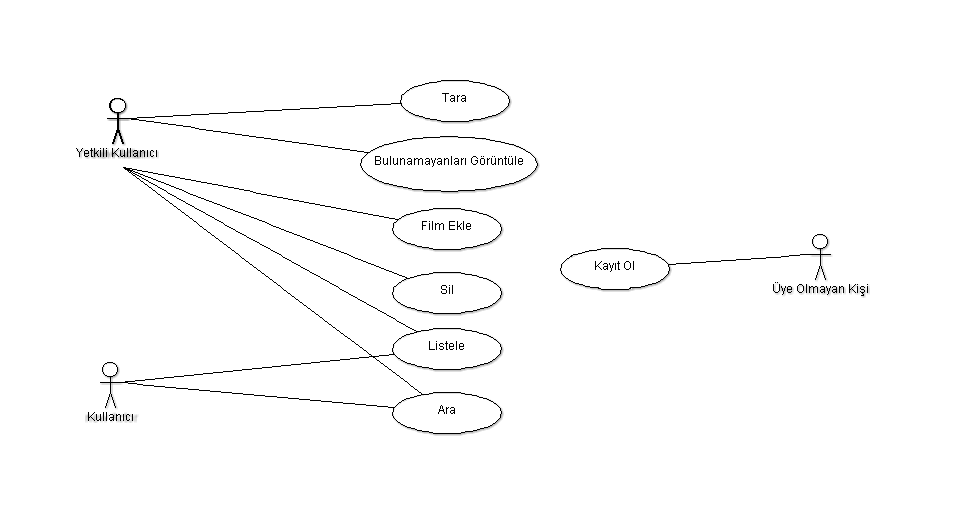 Tara
Yetkili Kullanıcı
Bulunamayanları Görüntüle
Film Ekle
Kayıt Ol
Üye Olmayan Kişi
Sil
Listele
Kullanıcı
Ara